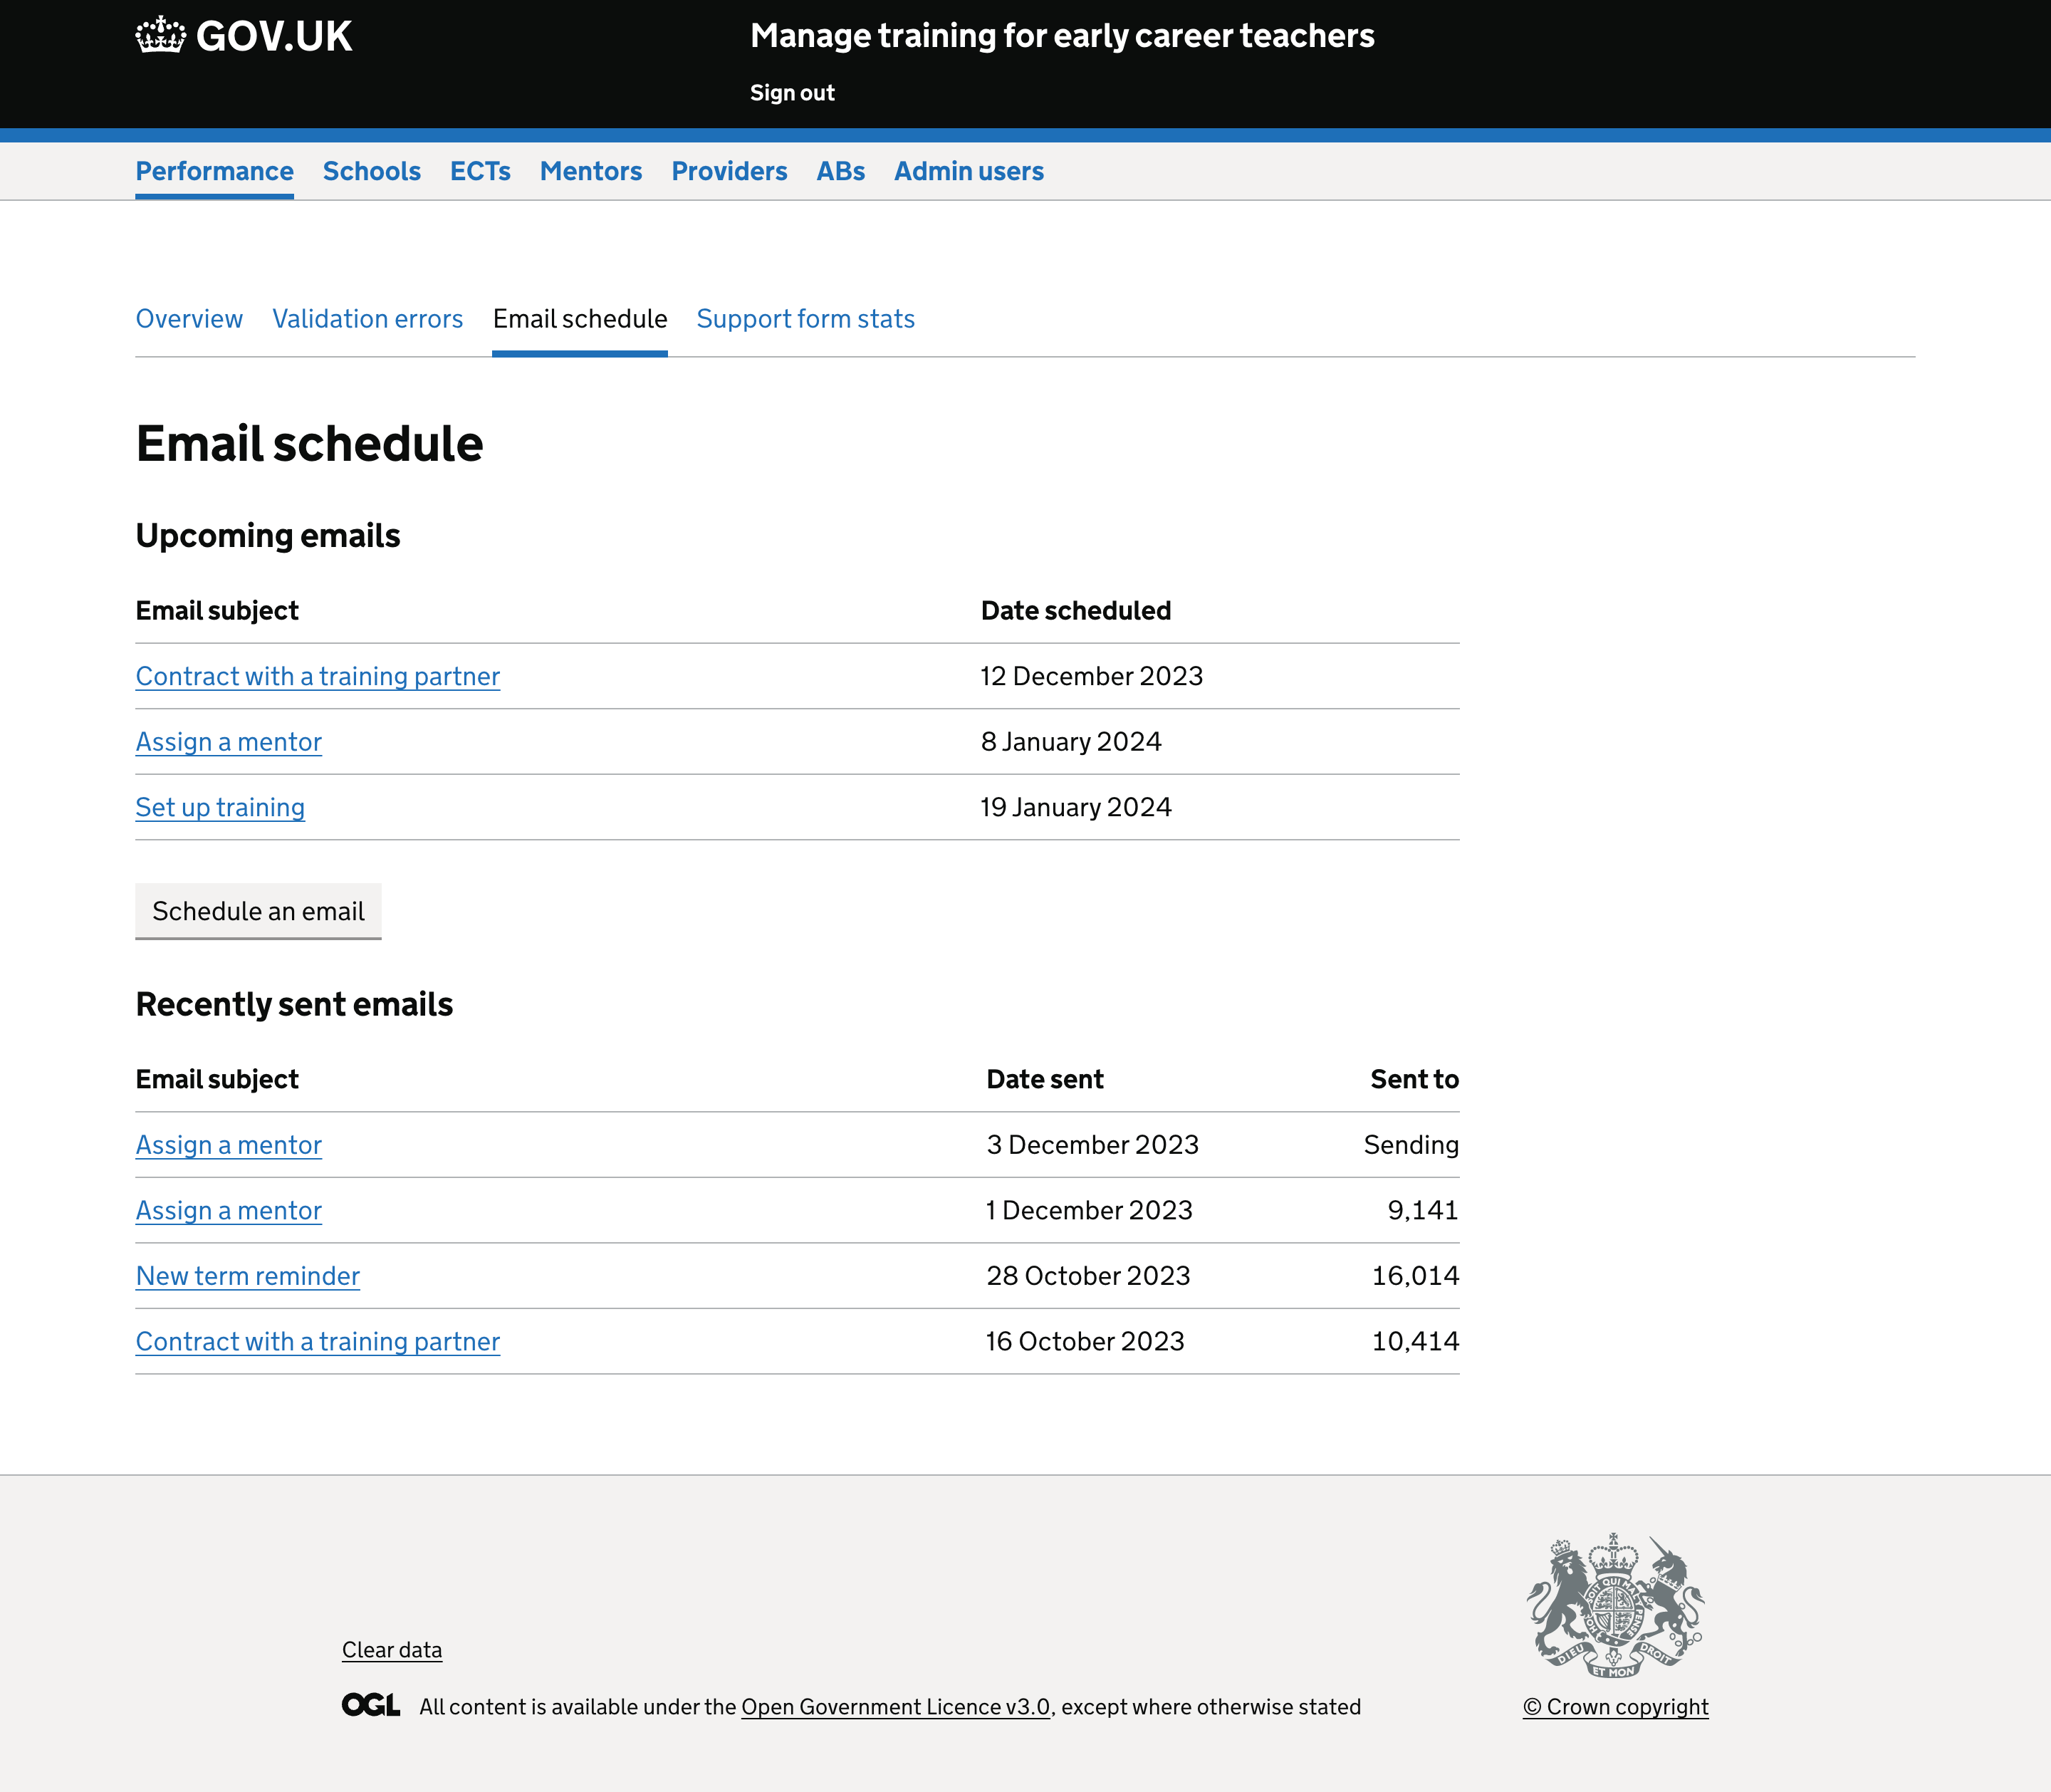 GOV.UK
Manage training for early career teachers
Sign out
Performance Schools ECTs Mentors Providers ABs Admin users
Overview Validation errors Email schedule Support form stats
Email schedule
Upcoming emails
Email subject Date scheduled
Contract with a training partner 12 December 2023
Assign a mentor 8 January 2024
Set up training 19 January 2024
Schedule an email
Recently sent emails
Email subject Date sent Sent to
Assign a mentor 3 December 2023 Sending
Assign a mentor 1 December 2023 9,141
New term reminder 28 October 2023 16,014
Contract with a training partner 16 October 2023 10,414
DIEU ET MON DROIT
Clear data
OGL All content is available under the Open Government Licence v3.0, except where otherwise stated
© Crown copyright